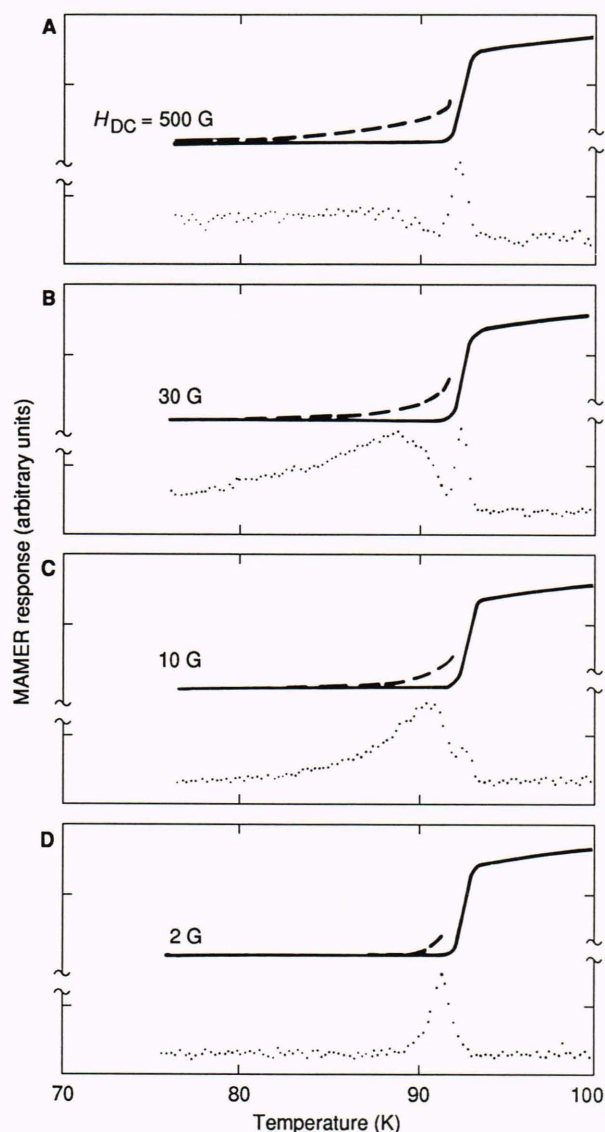 A
H_DC = 500 G
B
30 G
C
10 G
D
2 G
MAMER response (arbitrary units)
70 80 90 100
Temperature (K)